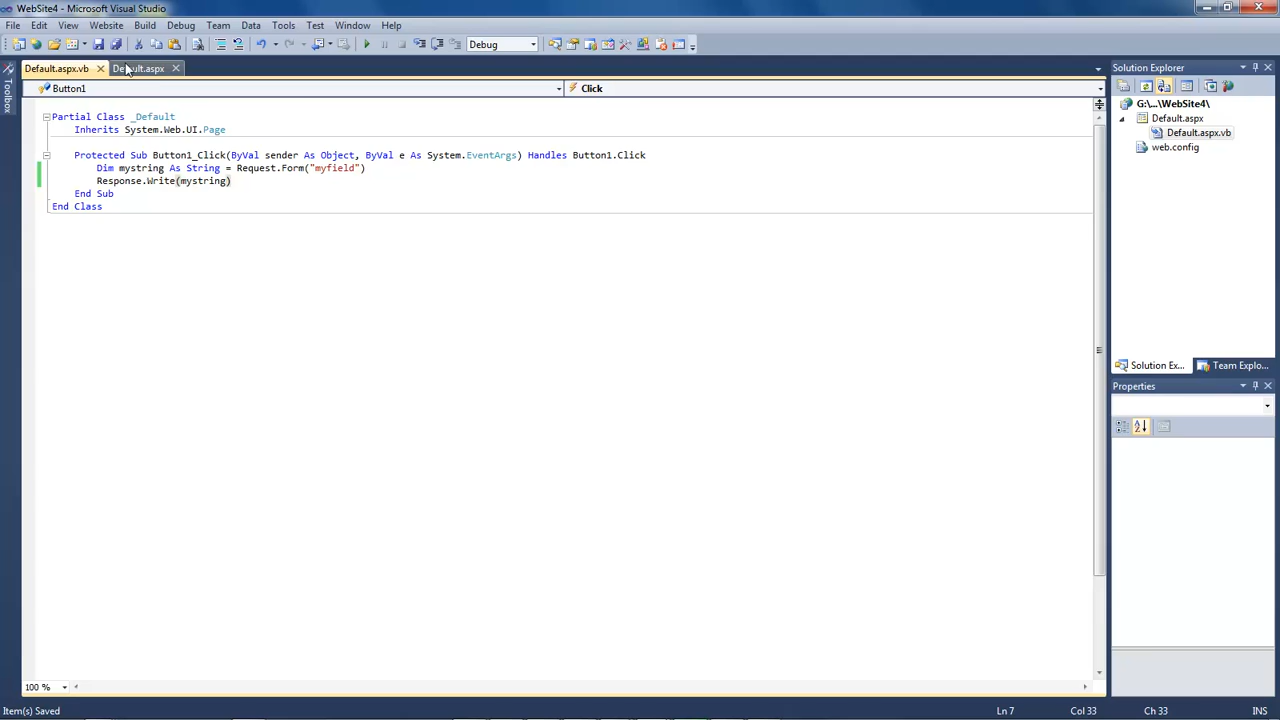 WebSite4 - Microsoft Visual Studio
File Edit View Website Build Debug Team Data Tools Test Window Help
Debug
Default.aspx.vb Default.aspx
Solution Explorer
Toolbox
Button1 Click
G:\...\WebSite4\
Default.aspx
Default.aspx.vb
web.config
Partial Class _Default
Inherits System.Web.UI.Page
Protected Sub Button1_Click(ByVal sender As Object, ByVal e As System.EventArgs) Handles Button1.Click
Dim mystring As String = Request.Form("myfield")
Response.Write(mystring)
End Sub
End Class
Solution Ex... Team Explo...
Properties
100 %
Item(s) Saved Ln 7 Col 33 Ch 33 INS